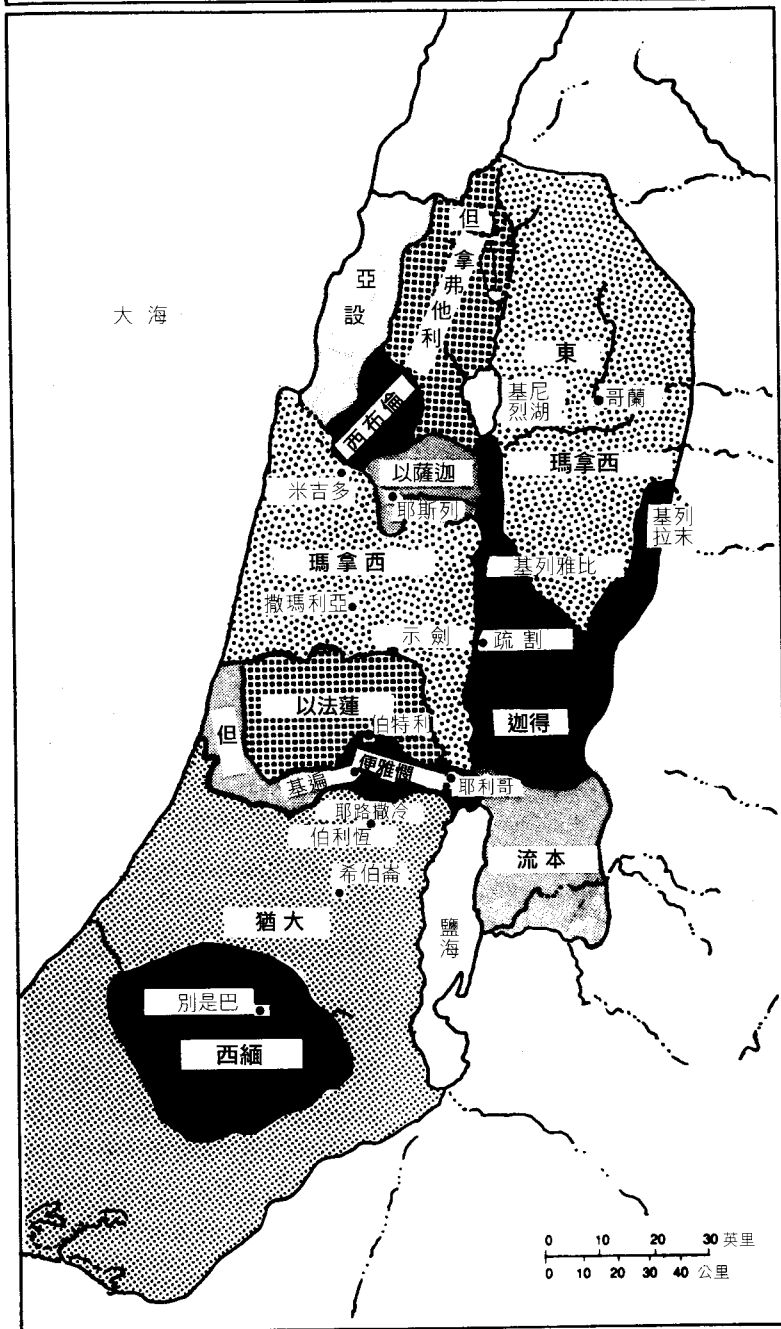 但
拿弗他利
亞設
大海
東
基尼
烈湖
哥蘭
西布倫
以薩迦
瑪拿西
米吉多
耶斯列
基列
拉末
瑪拿西
基列雅比
撒瑪利亞
示劍
疏割
以法蓮
但
伯特利
迦得
便雅憫
基遍
耶利哥
耶路撒冷
伯利恆
流本
希伯崙
猶大
鹽海
別是巴
西緬
0 10 20 30 英里
0 10 20 30 40 公里